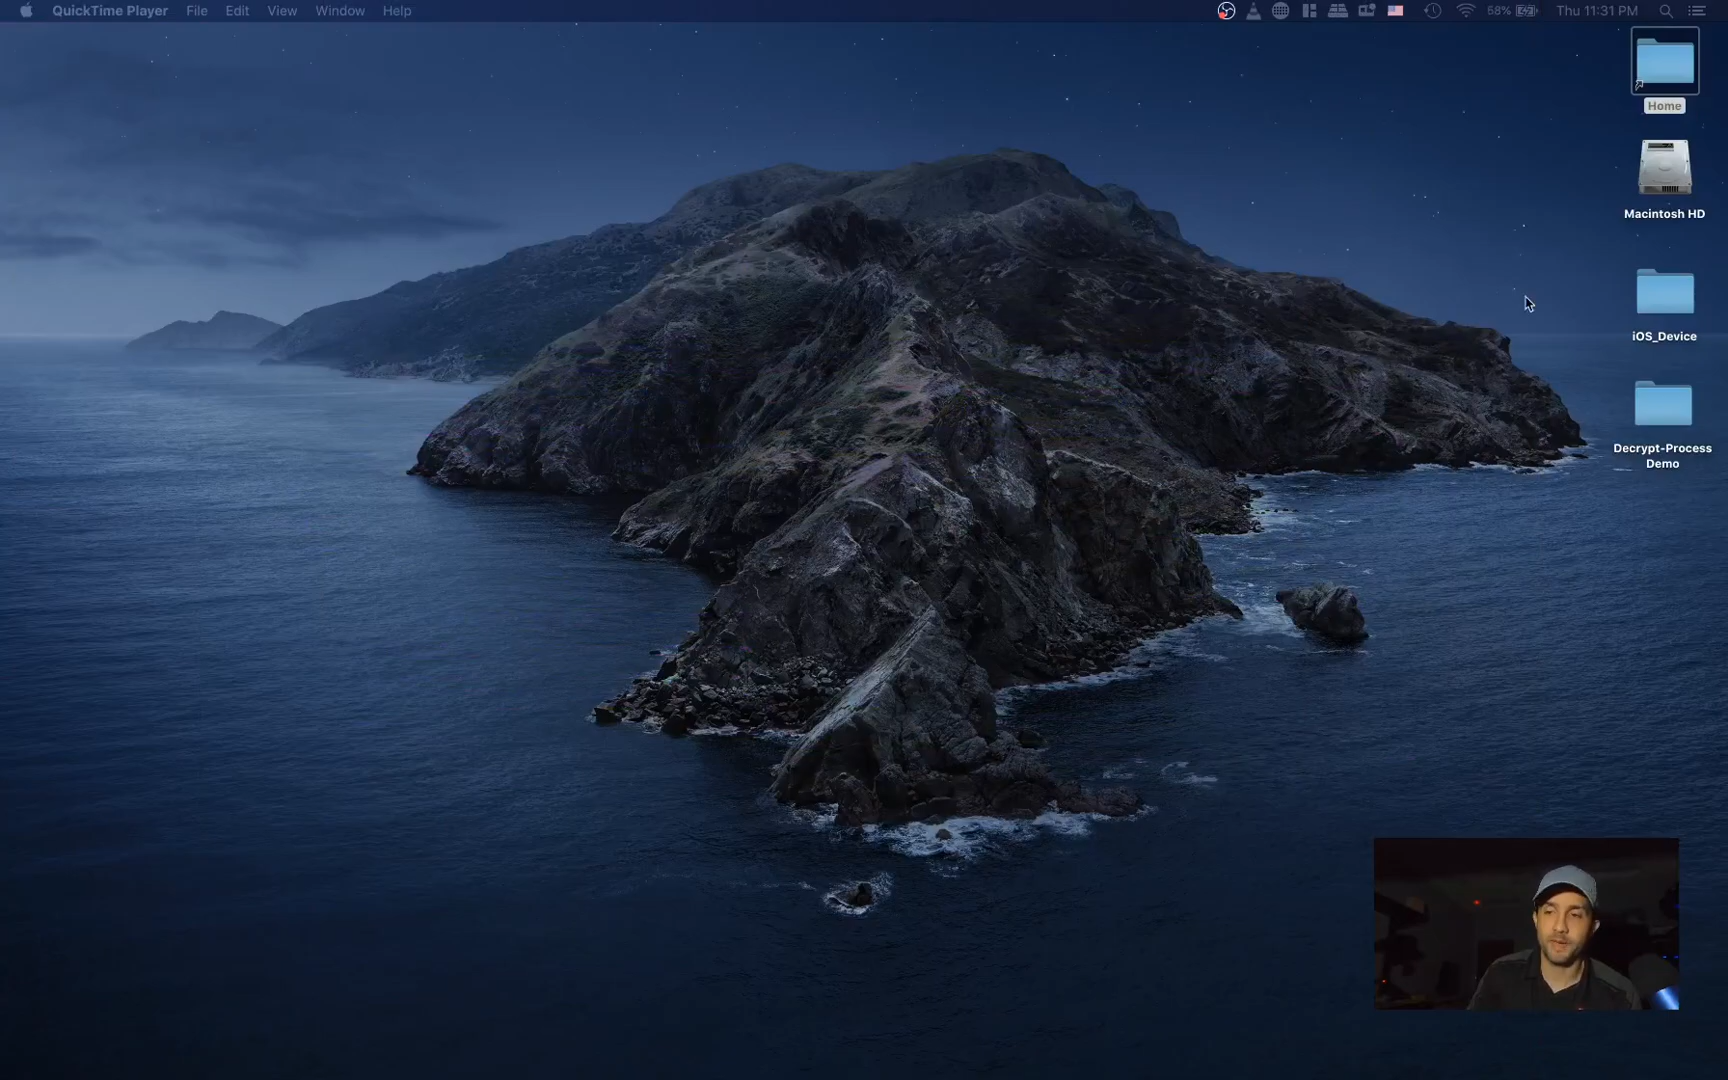 QuickTime Player File Edit View Window Help 58% Thu 11:31 PM
Home
Macintosh HD
iOS_Device
Decrypt-Process
Demo